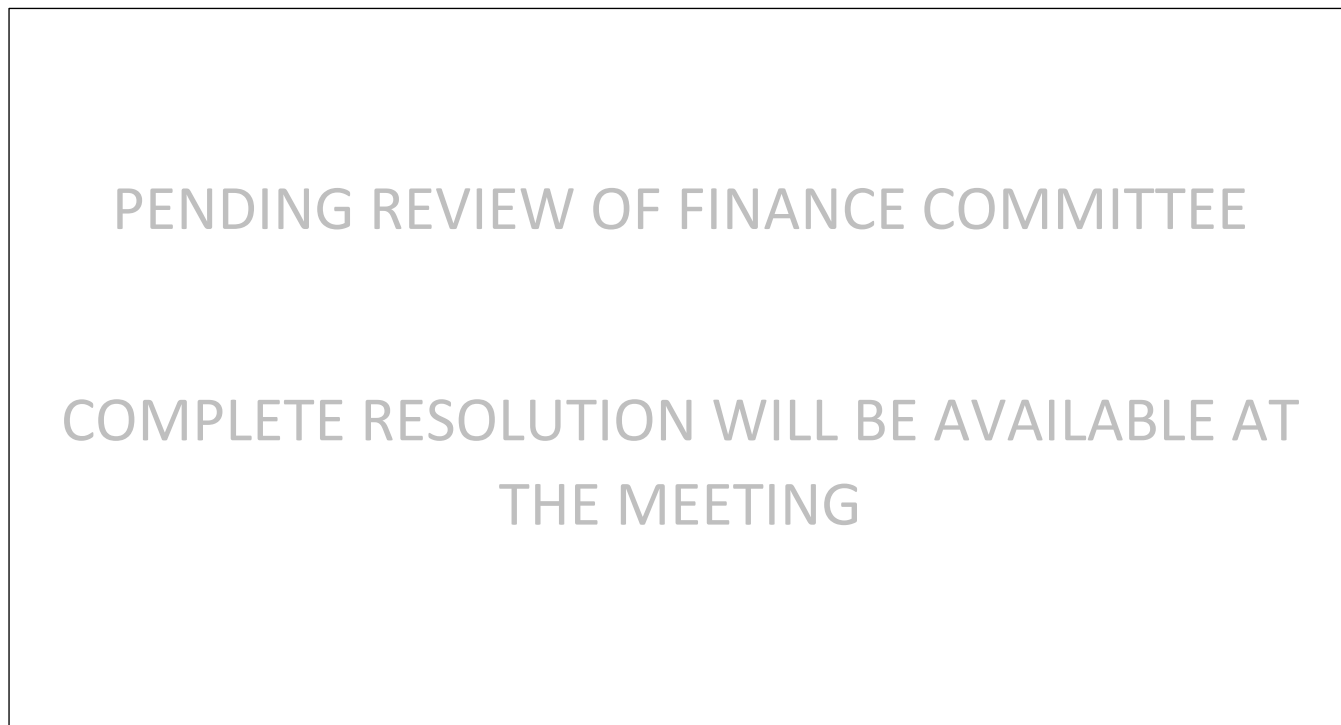 PENDING REVIEW OF FINANCE COMMITTEE
COMPLETE RESOLUTION WILL BE AVAILABLE AT
THE MEETING